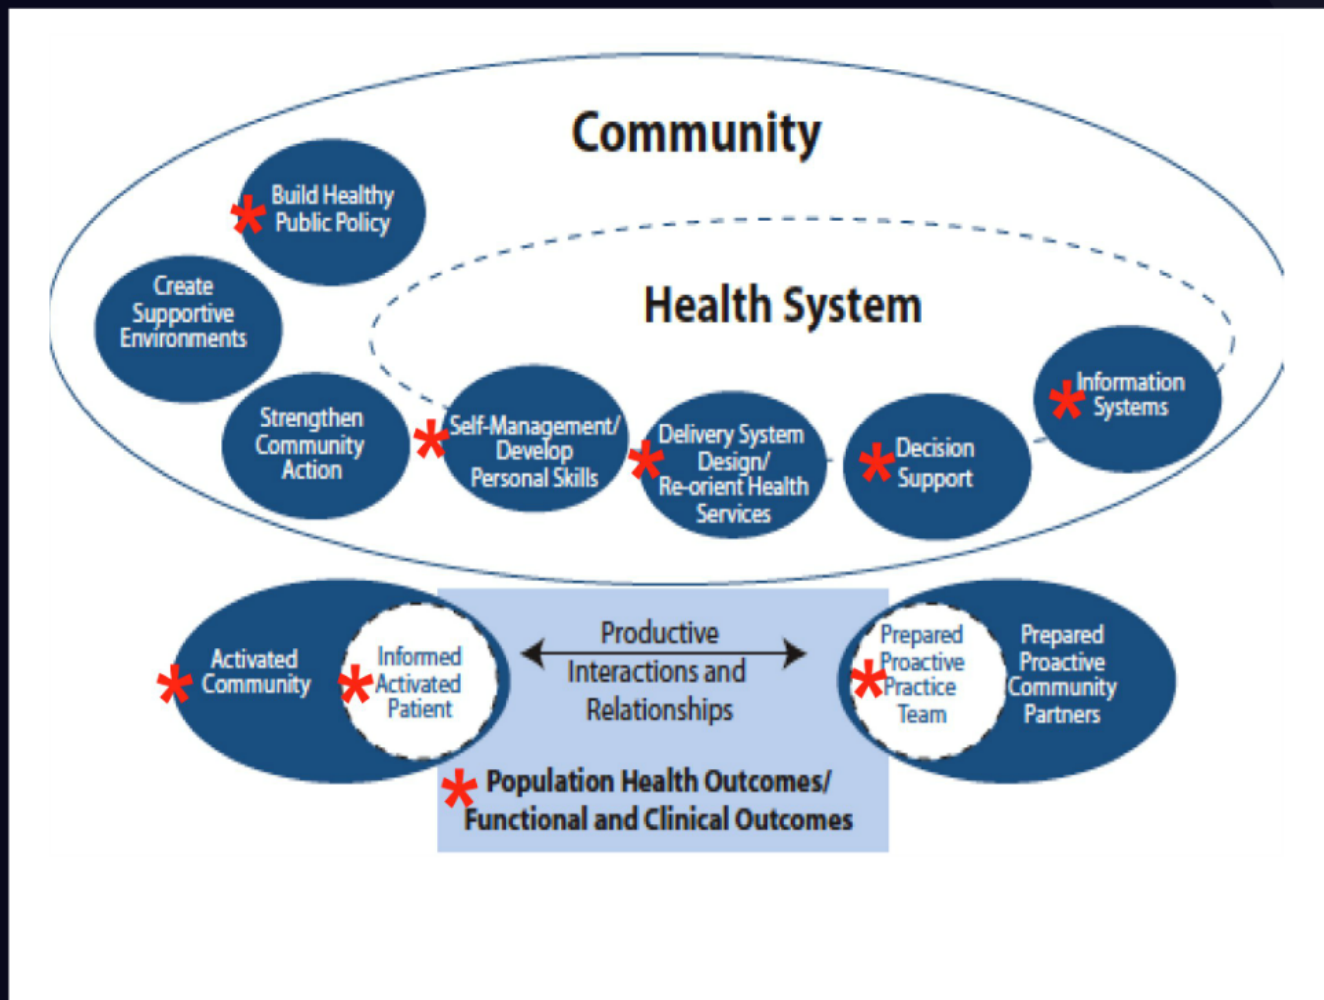 Community
* Build Healthy
Public Policy
Create
Supportive
Environments
Health System
Strengthen
Community
Action
* Self-Management/
Develop
Personal Skills
* Delivery System
Design/
Re-orient Health
Services
* Decision
Support
* Information
Systems
* Activated
Community
* Informed
Activated
Patient
Productive
Interactions and
Relationships
* Prepared
Proactive
Practice
Team
Prepared
Proactive
Community
Partners
* Population Health Outcomes/
Functional and Clinical Outcomes